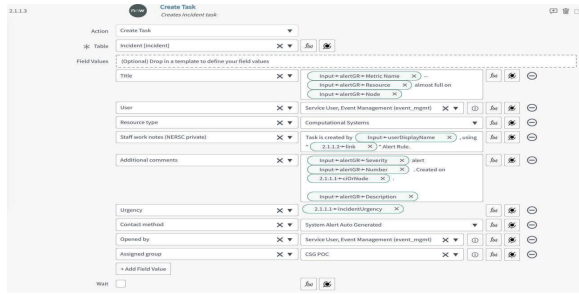 2.1.1.3
now
Create Task
Creates incident task
Action
Create Task
Table
Incident [incident]
Field Values
(Optional) Drop in a template to define your field values
Title
Input➛alertGR➛Metric Name --
Input➛alertGR➛Resource almost full on
Input➛alertGR➛Node
User
Service User, Event Management (event_mgmt)
Resource type
Computational Systems
Staff work notes (NERSC private)
Task is created by Input➛userDisplayName , using
" 2.1.1.2➛link " Alert Rule.
Additional comments
Input➛alertGR➛Severity alert
Input➛alertGR➛Number . Created on
2.1.1.1➛ciOrNode .
Input➛alertGR➛Description
Urgency
2.1.1.1➛incidentUrgency
Contact method
System Alert Auto Generated
Opened by
Service User, Event Management (event_mgmt)
Assigned group
CSG POC
+ Add Field Value
Wait